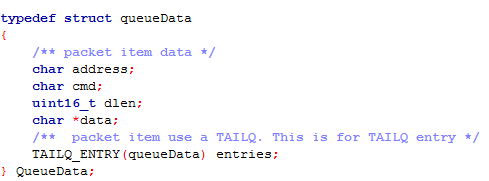 typedef struct queueData
{
/** packet item data */
char address;
char cmd;
uint16_t dlen;
char *data;
/**  packet item use a TAILQ. This is for TAILQ entry */
TAILQ_ENTRY(queueData) entries;
} QueueData;